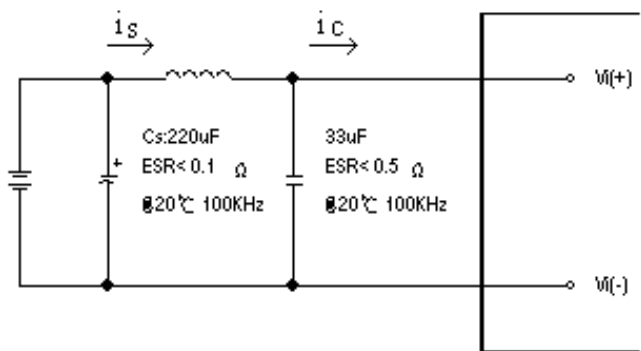 is
ic
Vi(+)
Cs:220uF
ESR< 0.1 Ω
@20℃ 100KHz
33uF
ESR< 0.5 Ω
@20℃ 100KHz
+
Vi(-)